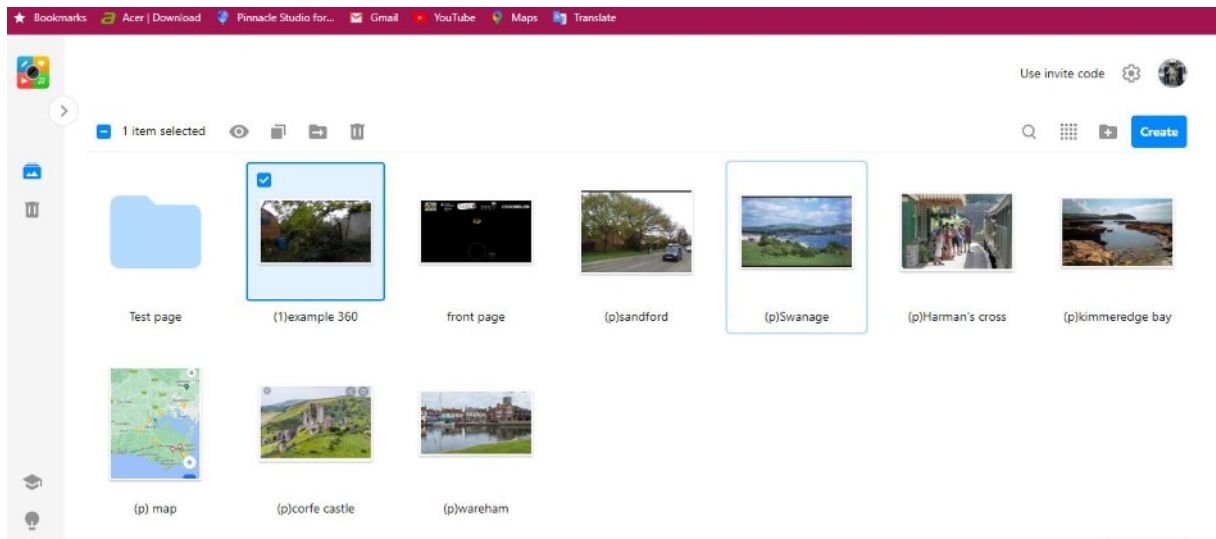 Bookmarks Acer | Download Pinnacle Studio for... Gmail YouTube Maps Translate
Use invite code
1 item selected Create
Test page (1)example 360 front page (p)sandford (p)Swanage (p)Harman's cross (p)kimmeredge bay
(p) map (p)corfe castle (p)wareham